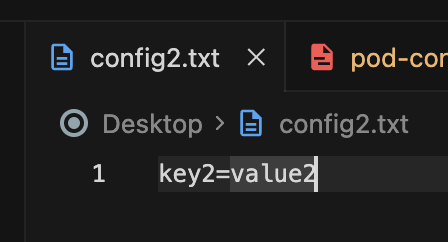 config2.txt pod-con
Desktop > config2.txt
1 key2=value2